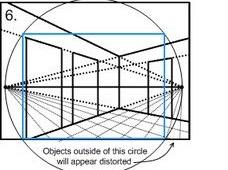 6.
Objects outside of this circle
will appear distorted